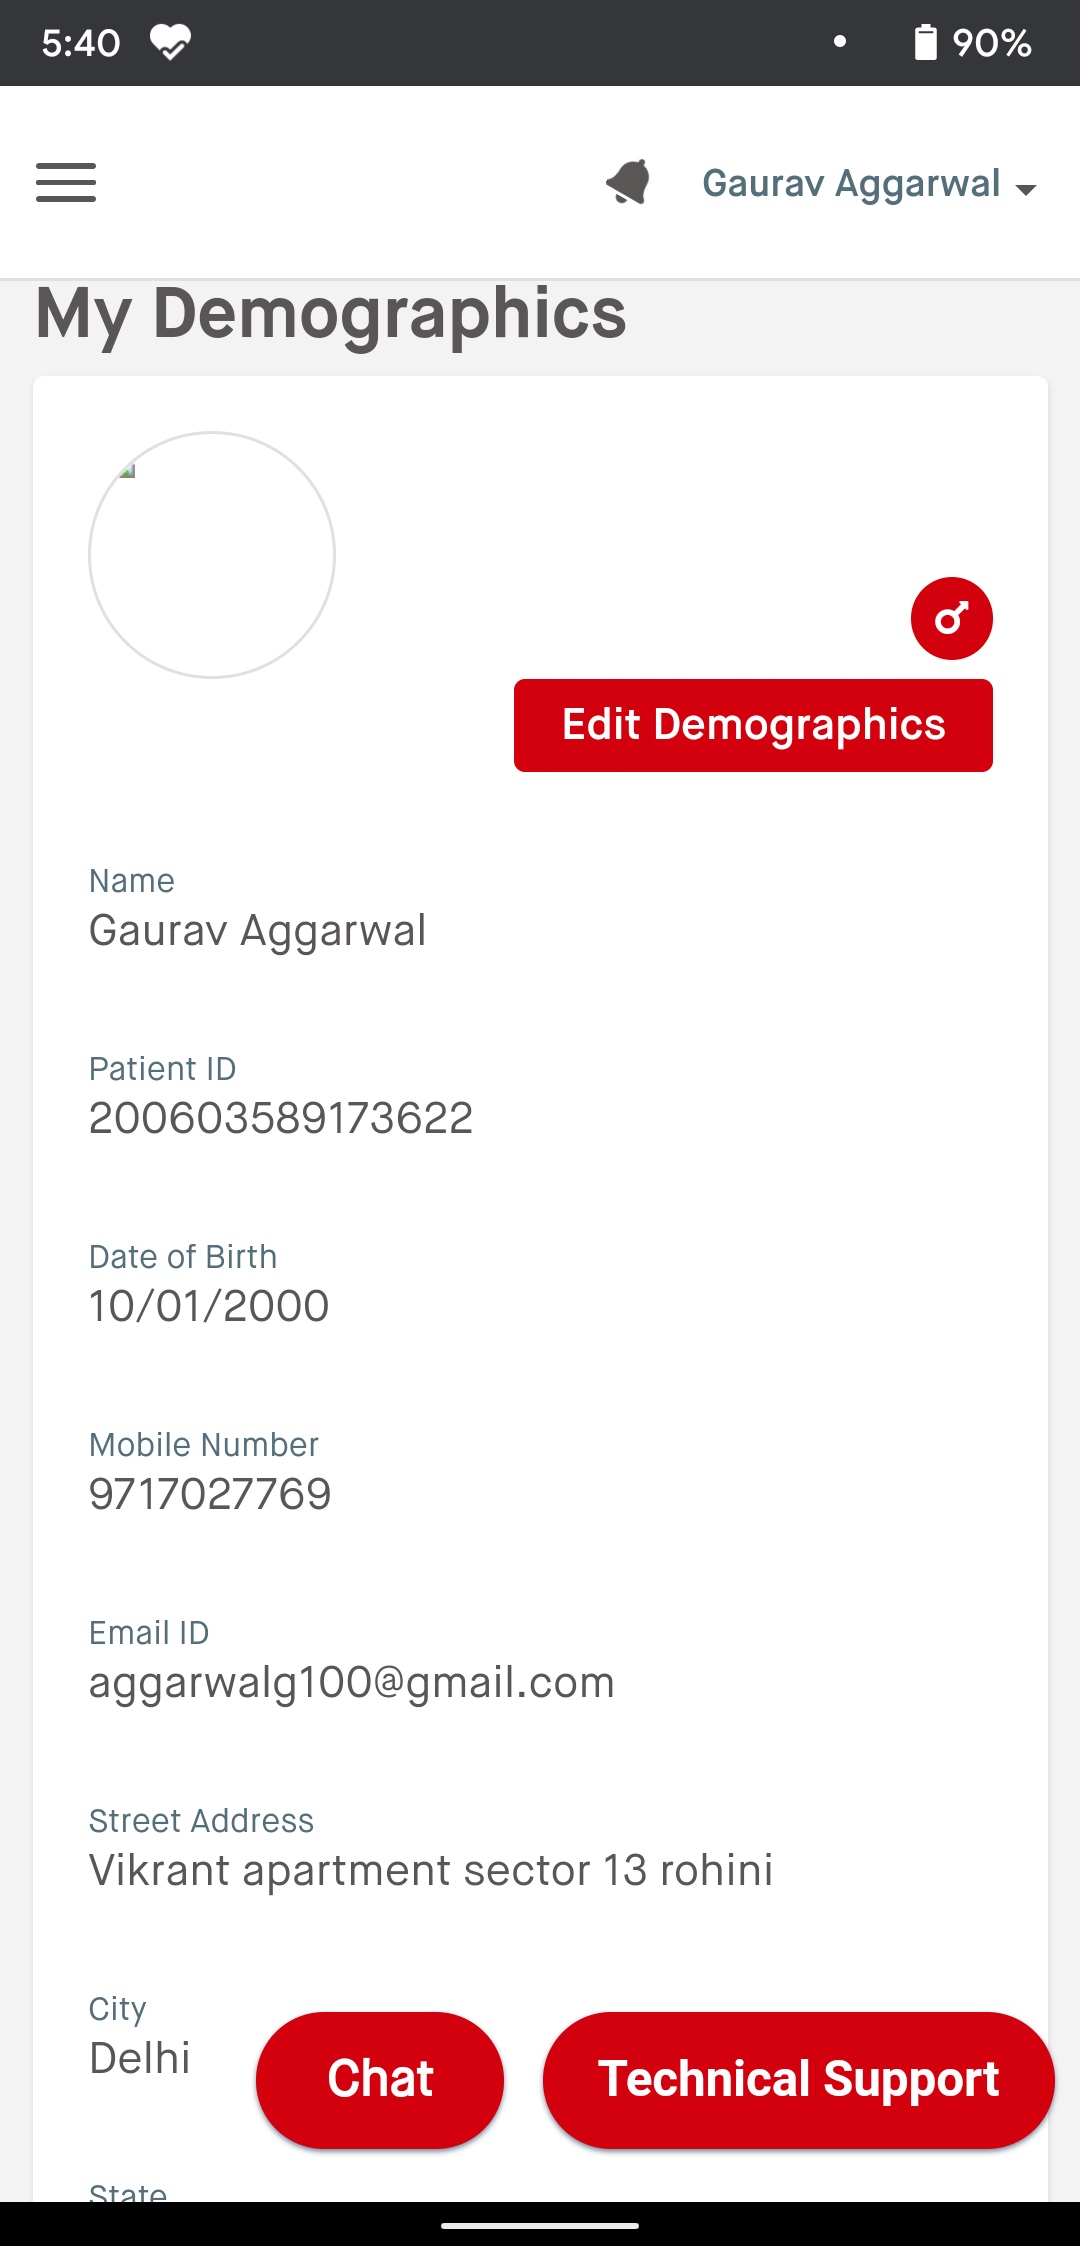 5:40
90%
Gaurav Aggarwal
My Demographics
Edit Demographics
Name
Gaurav Aggarwal
Patient ID
200603589173622
Date of Birth
10/01/2000
Mobile Number
9717027769
Email ID
aggarwalg100@gmail.com
Street Address
Vikrant apartment sector 13 rohini
City
Delhi
Chat
Technical Support
State